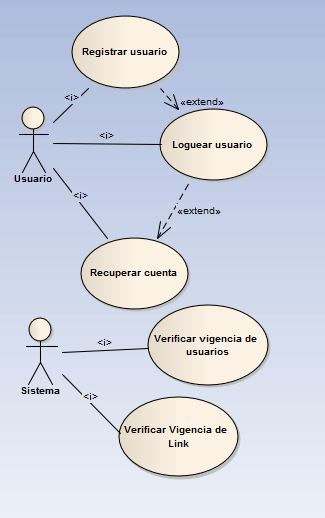 Registrar usuario
<i>
«extend»
<i>
Loguear usuario
Usuario
<i>
«extend»
Recuperar cuenta
Verificar vigencia de
usuarios
<i>
Sistema
<i>
Verificar Vigencia de
Link